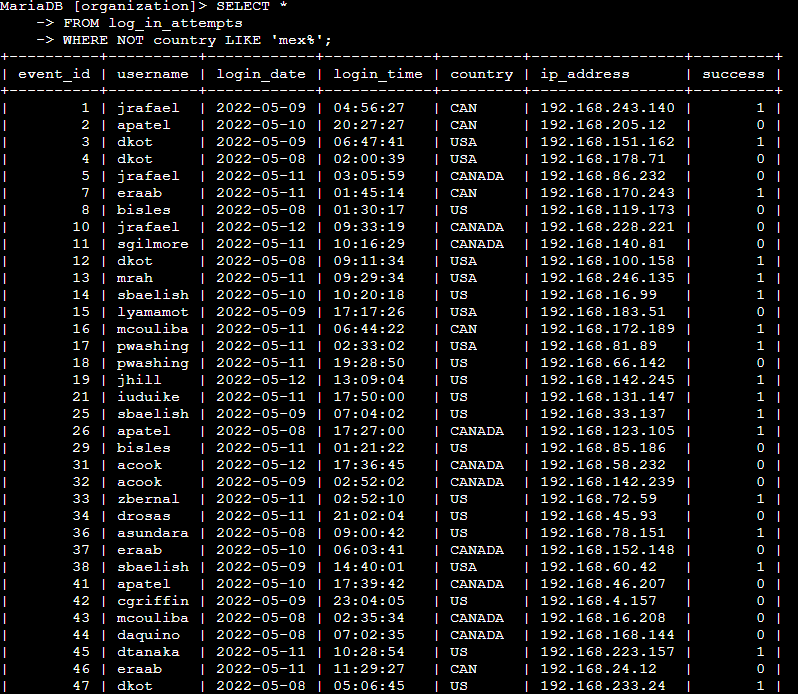 MariaDB [organization]> SELECT *
    -> FROM log_in_attempts
    -> WHERE NOT country LIKE 'mex%';
+----------+----------+------------+------------+---------+-----------------+---------+
| event_id | username | login_date | login_time | country | ip_address      | success |
+----------+----------+------------+------------+---------+-----------------+---------+
|        1 | jrafael  | 2022-05-09 | 04:56:27   | CAN     | 192.168.243.140 |       1 |
|        2 | apatel   | 2022-05-10 | 20:27:27   | CAN     | 192.168.205.12  |       0 |
|        3 | dkot     | 2022-05-09 | 06:47:41   | USA     | 192.168.151.162 |       1 |
|        4 | dkot     | 2022-05-08 | 02:00:39   | USA     | 192.168.178.71  |       0 |
|        5 | jrafael  | 2022-05-11 | 03:05:59   | CANADA  | 192.168.86.232  |       0 |
|        7 | eraab    | 2022-05-11 | 01:45:14   | CAN     | 192.168.170.243 |       1 |
|        8 | bisles   | 2022-05-08 | 01:30:17   | US      | 192.168.119.173 |       0 |
|       10 | jrafael  | 2022-05-12 | 09:33:19   | CANADA  | 192.168.228.221 |       0 |
|       11 | sgilmore | 2022-05-11 | 10:16:29   | CANADA  | 192.168.140.81  |       0 |
|       12 | dkot     | 2022-05-08 | 09:11:34   | USA     | 192.168.100.158 |       1 |
|       13 | mrah     | 2022-05-11 | 09:29:34   | USA     | 192.168.246.135 |       1 |
|       14 | sbaelish | 2022-05-10 | 10:20:18   | US      | 192.168.16.99   |       1 |
|       15 | lyamamot | 2022-05-09 | 17:17:26   | USA     | 192.168.183.51  |       0 |
|       16 | mcouliba | 2022-05-11 | 06:44:22   | CAN     | 192.168.172.189 |       1 |
|       17 | pwashing | 2022-05-11 | 02:33:02   | USA     | 192.168.81.89   |       1 |
|       18 | pwashing | 2022-05-11 | 19:28:50   | US      | 192.168.66.142  |       0 |
|       19 | jhill    | 2022-05-12 | 13:09:04   | US      | 192.168.142.245 |       1 |
|       21 | iuduike  | 2022-05-11 | 17:50:00   | US      | 192.168.131.147 |       1 |
|       25 | sbaelish | 2022-05-09 | 07:04:02   | US      | 192.168.33.137  |       1 |
|       26 | apatel   | 2022-05-08 | 17:27:00   | CANADA  | 192.168.123.105 |       1 |
|       29 | bisles   | 2022-05-11 | 01:21:22   | US      | 192.168.85.186  |       0 |
|       31 | acook    | 2022-05-12 | 17:36:45   | CANADA  | 192.168.58.232  |       0 |
|       32 | acook    | 2022-05-09 | 02:52:02   | CANADA  | 192.168.142.239 |       0 |
|       33 | zbernal  | 2022-05-11 | 02:52:10   | US      | 192.168.72.59   |       1 |
|       34 | drosas   | 2022-05-11 | 21:02:04   | US      | 192.168.45.93   |       0 |
|       36 | asundara | 2022-05-08 | 09:00:42   | US      | 192.168.78.151  |       1 |
|       37 | eraab    | 2022-05-10 | 06:03:41   | CANADA  | 192.168.152.148 |       0 |
|       38 | sbaelish | 2022-05-09 | 14:40:01   | USA     | 192.168.60.42   |       1 |
|       41 | apatel   | 2022-05-10 | 17:39:42   | CANADA  | 192.168.46.207  |       0 |
|       42 | cgriffin | 2022-05-09 | 23:04:05   | US      | 192.168.4.157   |       0 |
|       43 | mcouliba | 2022-05-08 | 02:35:34   | CANADA  | 192.168.16.208  |       0 |
|       44 | daquino  | 2022-05-08 | 07:02:35   | CANADA  | 192.168.168.144 |       0 |
|       45 | dtanaka  | 2022-05-11 | 10:28:54   | US      | 192.168.223.157 |       1 |
|       46 | eraab    | 2022-05-11 | 11:29:27   | CAN     | 192.168.24.12   |       0 |
|       47 | dkot     | 2022-05-08 | 05:06:45   | US      | 192.168.233.24  |       1 |